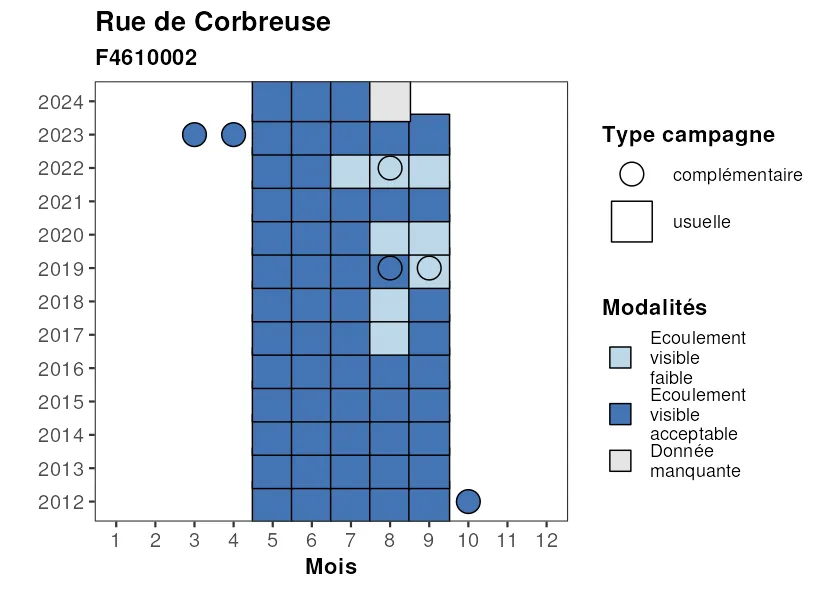 Rue de Corbreuse
F4610002
2024
2023
2022
2021
2020
2019
2018
2017
2016
2015
2014
2013
2012
1 2 3 4 5 6 7 8 9 10 11 12
Mois
Type campagne
complémentaire
usuelle
Modalités
Ecoulement
visible
faible
Ecoulement
visible
acceptable
Donnée
manquante